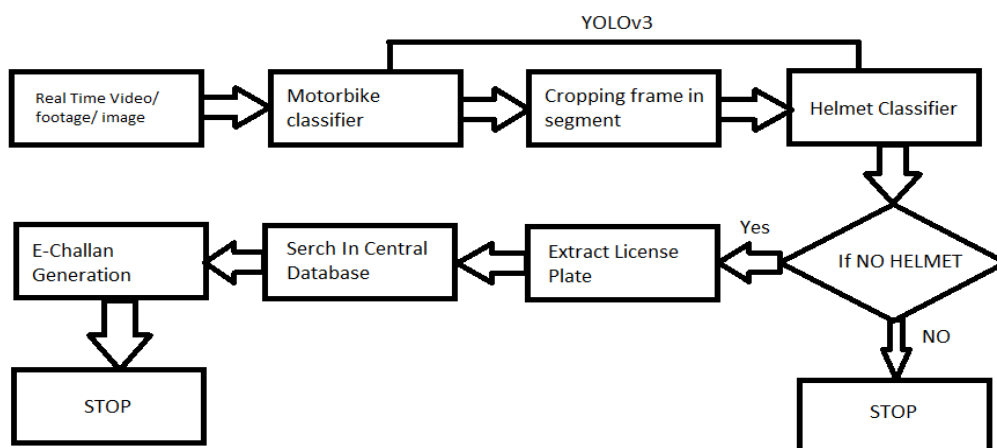 YOLOv3
Real Time Video/
footage/ image
Motorbike
classifier
Cropping frame in
segment
Helmet Classifier
If NO HELMET
Yes
Extract License
Plate
Serch In Central
Database
E-Challan
Generation
NO
STOP
STOP